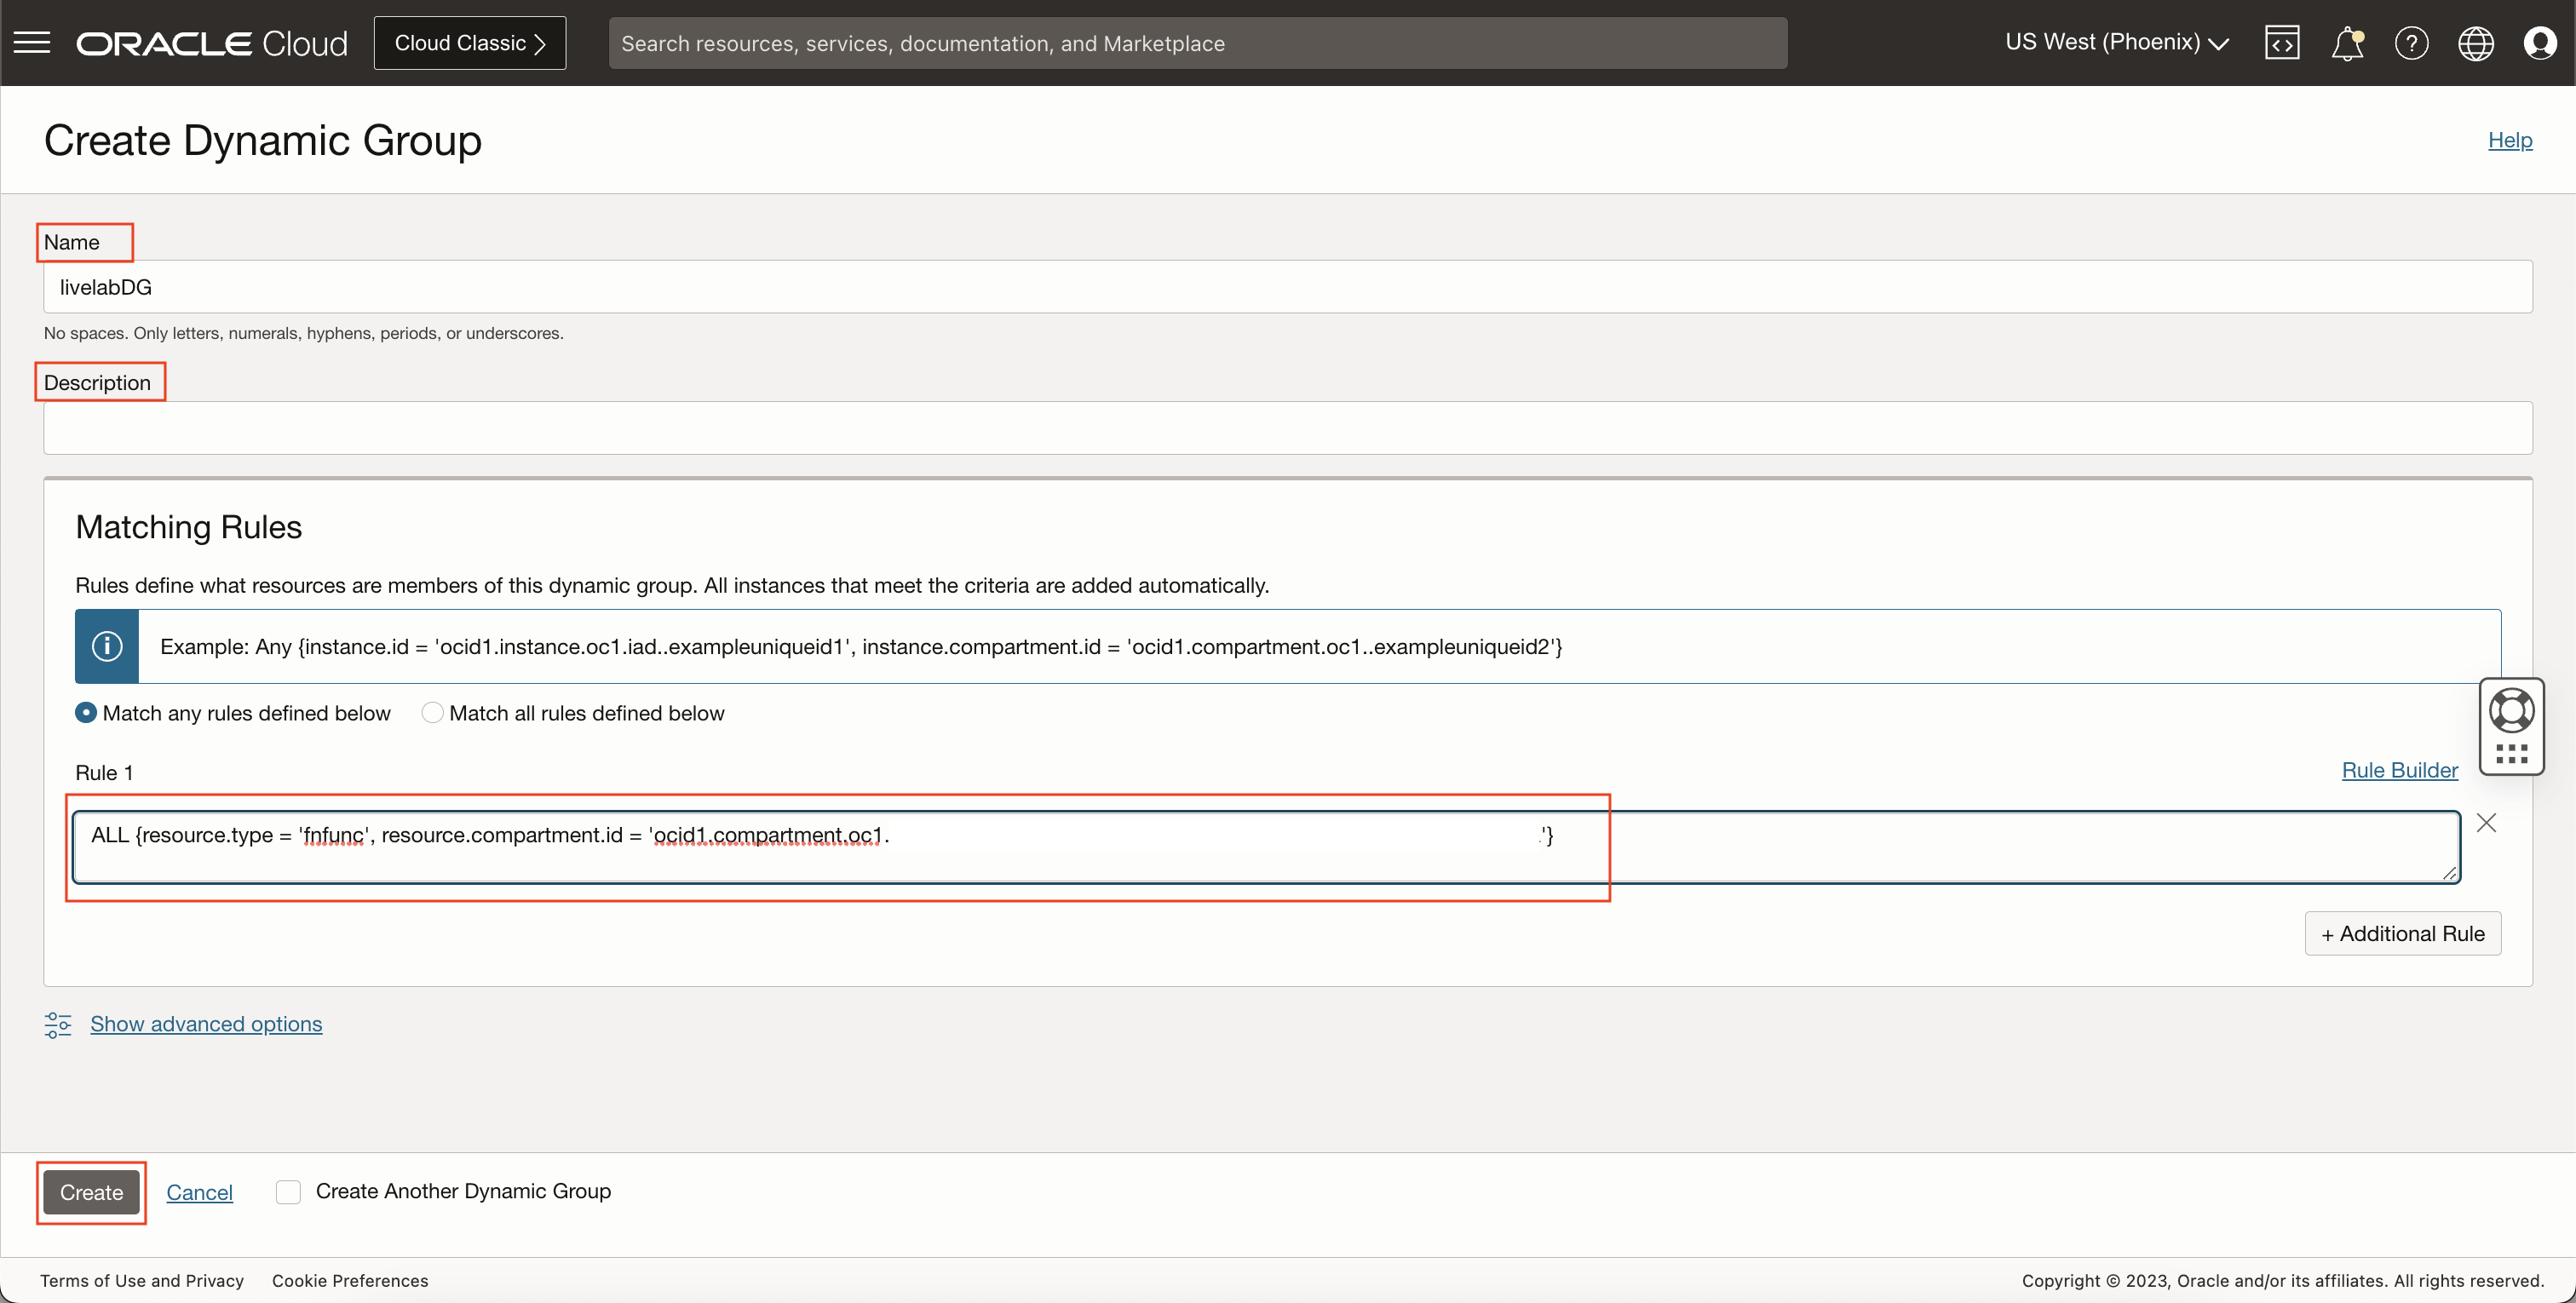 ORACLE Cloud Cloud Classic Search resources, services, documentation, and Marketplace US West (Phoenix)
Create Dynamic Group Help
Name
livelabDG
No spaces. Only letters, numerals, hyphens, periods, or underscores.
Description
Matching Rules
Rules define what resources are members of this dynamic group. All instances that meet the criteria are added automatically.
Example: Any {instance.id = 'ocid1.instance.oc1.iad..exampleuniqueid1', instance.compartment.id = 'ocid1.compartment.oc1..exampleuniqueid2'}
Match any rules defined below Match all rules defined below
Rule 1 Rule Builder
ALL {resource.type = 'fnfunc', resource.compartment.id = 'ocid1.compartment.oc1. '}
+ Additional Rule
Show advanced options
Create Cancel Create Another Dynamic Group
Terms of Use and Privacy Cookie Preferences Copyright © 2023, Oracle and/or its affiliates. All rights reserved.